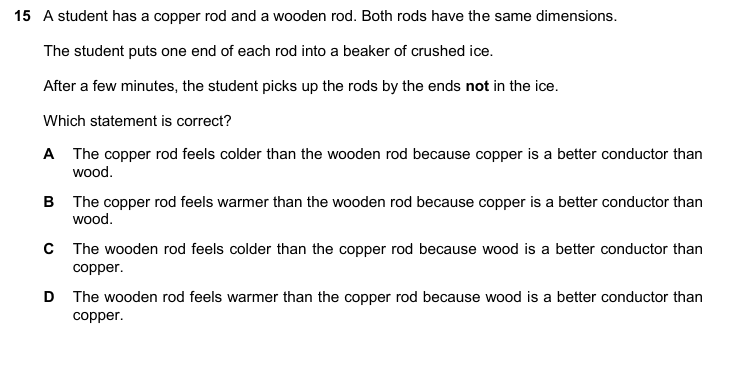 15 A student has a copper rod and a wooden rod. Both rods have the same dimensions.
The student puts one end of each rod into a beaker of crushed ice.
After a few minutes, the student picks up the rods by the ends not in the ice.
Which statement is correct?
A The copper rod feels colder than the wooden rod because copper is a better conductor than
wood.
B The copper rod feels warmer than the wooden rod because copper is a better conductor than
wood.
C The wooden rod feels colder than the copper rod because wood is a better conductor than
copper.
D The wooden rod feels warmer than the copper rod because wood is a better conductor than
copper.